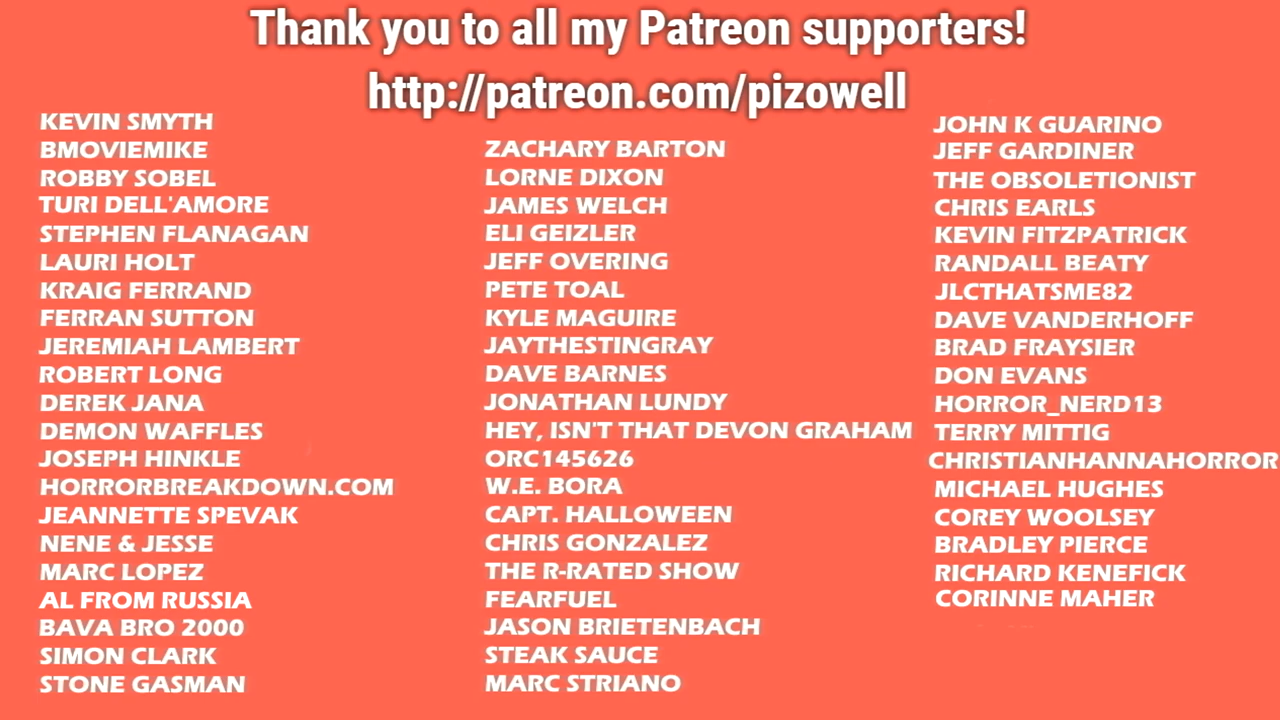 Thank you to all my Patreon supporters!
http://patreon.com/pizowell
KEVIN SMYTH
BMOVIEMIKE
ROBBY SOBEL
TURI DELL'AMORE
STEPHEN FLANAGAN
LAURI HOLT
KRAIG FERRAND
FERRAN SUTTON
JEREMIAH LAMBERT
ROBERT LONG
DEREK JANA
DEMON WAFFLES
JOSEPH HINKLE
HORRORBREAKDOWN.COM
JEANNETTE SPEVAK
NENE & JESSE
MARC LOPEZ
AL FROM RUSSIA
BAVA BRO 2000
SIMON CLARK
STONE GASMAN
ZACHARY BARTON
LORNE DIXON
JAMES WELCH
ELI GEIZLER
JEFF OVERING
PETE TOAL
KYLE MAGUIRE
JAYTHESTINGRAY
DAVE BARNES
JONATHAN LUNDY
HEY, ISN'T THAT DEVON GRAHAM
ORC145626
W.E. BORA
CAPT. HALLOWEEN
CHRIS GONZALEZ
THE R-RATED SHOW
FEARFUEL
JASON BRIETENBACH
STEAK SAUCE
MARC STRIANO
JOHN K GUARINO
JEFF GARDINER
THE OBSOLETIONIST
CHRIS EARLS
KEVIN FITZPATRICK
RANDALL BEATY
JLCTHATSME82
DAVE VANDERHOFF
BRAD FRAYSIER
DON EVANS
HORROR_NERD13
TERRY MITTIG
CHRISTIANHANNAHORROR
MICHAEL HUGHES
COREY WOOLSEY
BRADLEY PIERCE
RICHARD KENEFICK
CORINNE MAHER